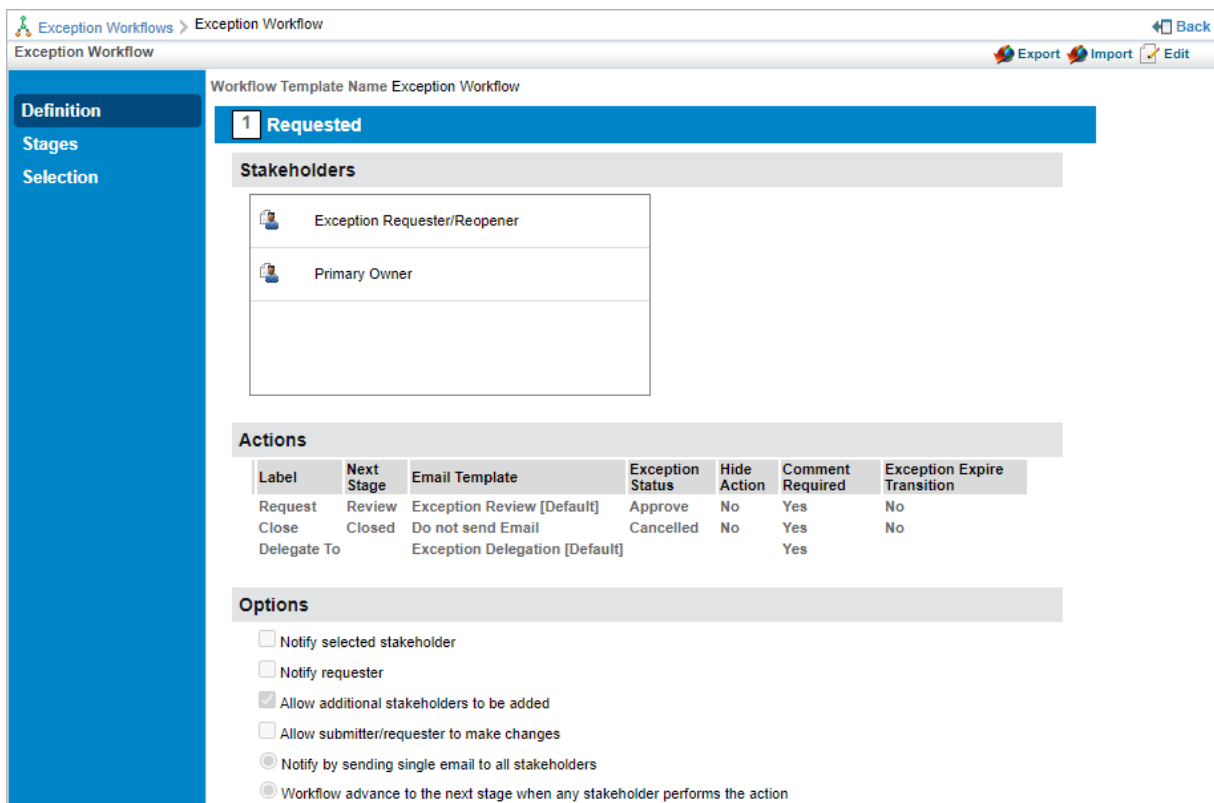 Exception Workflows > Exception Workflow
Back
Exception Workflow
Export Import Edit
Workflow Template Name Exception Workflow
Definition
Stages
Selection
1 Requested
Stakeholders
Exception Requester/Reopener
Primary Owner
Actions
Label Next Stage Email Template Exception Status Hide Action Comment Required Exception Expire Transition
Request Review Exception Review [Default] Approve No Yes No
Close Closed Do not send Email Cancelled No Yes No
Delegate To Exception Delegation [Default] Yes
Options
Notify selected stakeholder
Notify requester
Allow additional stakeholders to be added
Allow submitter/requester to make changes
Notify by sending single email to all stakeholders
Workflow advance to the next stage when any stakeholder performs the action